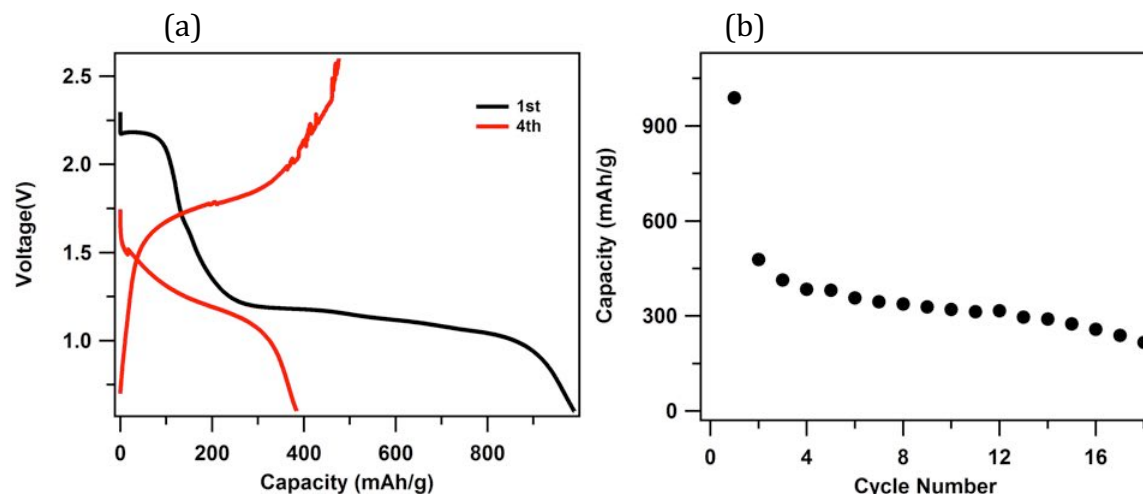 (a)
2.5
2.0
1.5
1.0
Voltage(V)
1st
4th
0
200
400
600
800
Capacity (mAh/g)
(b)
900
600
300
0
Capacity (mAh/g)
0
4
8
12
16
Cycle Number